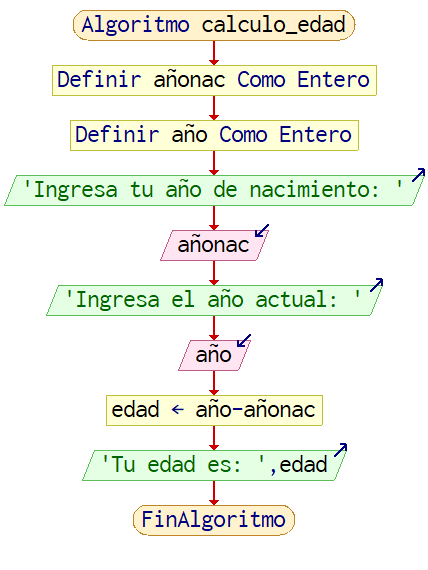 Algoritmo calculo_edad
Definir añonac Como Entero
Definir año Como Entero
'Ingresa tu año de nacimiento: '
añonac
'Ingresa el año actual: '
año
edad ← año-añonac
'Tu edad es: ',edad
FinAlgoritmo